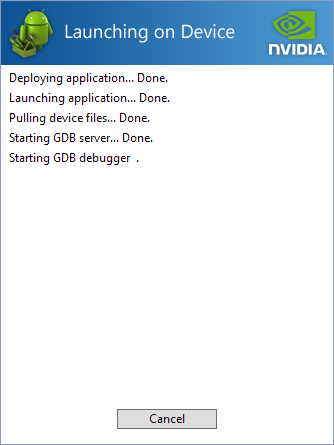 Launching on Device
NVIDIA.
Deploying application... Done.
Launching application... Done.
Pulling device files... Done.
Starting GDB server... Done.
Starting GDB debugger .
Cancel